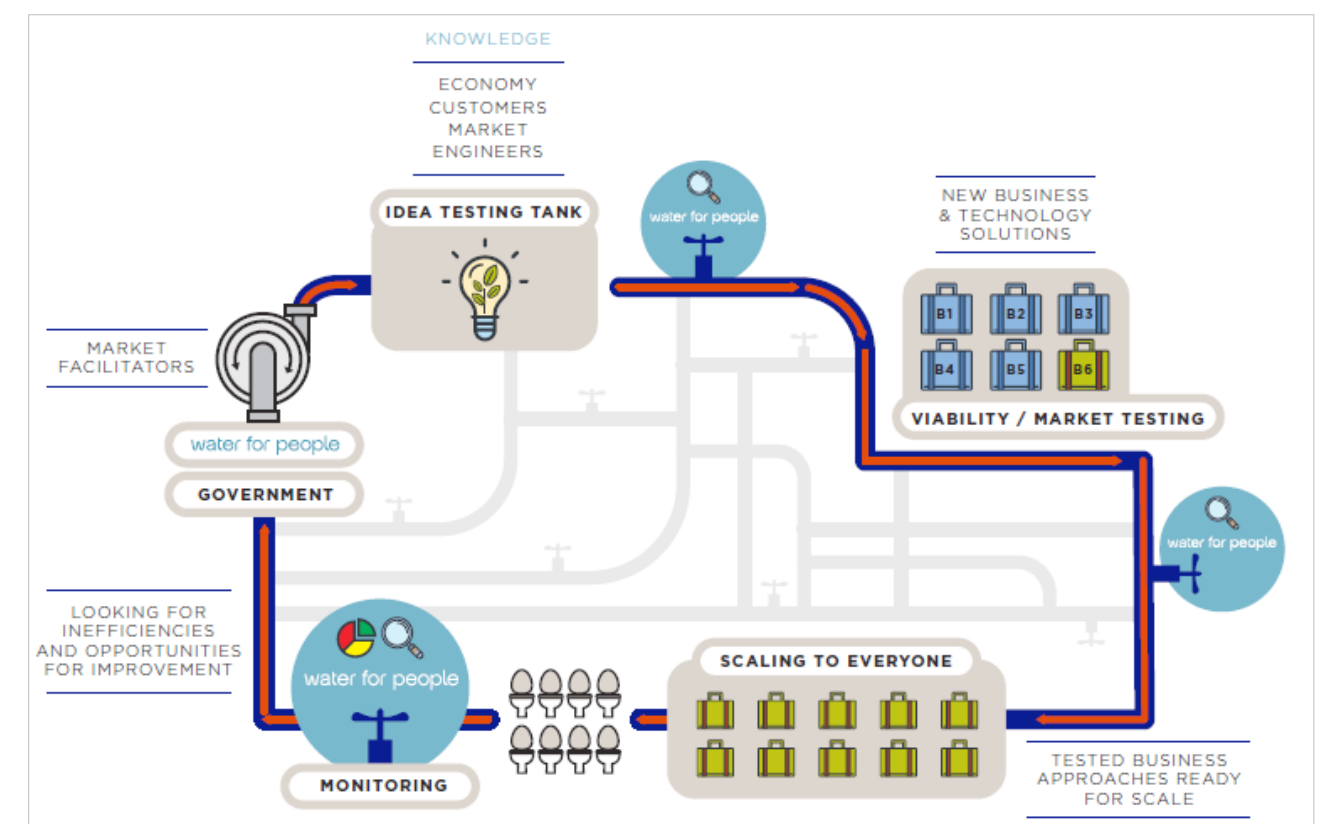 KNOWLEDGE
ECONOMY
CUSTOMERS
MARKET
ENGINEERS
IDEA TESTING TANK
water for people
NEW BUSINESS
& TECHNOLOGY
SOLUTIONS
B1 B2 B3
B4 B5 B6
VIABILITY / MARKET TESTING
MARKET
FACILITATORS
water for people
GOVERNMENT
water for people
LOOKING FOR
INEFFICIENCIES
AND OPPORTUNITIES
FOR IMPROVEMENT
water for people
MONITORING
SCALING TO EVERYONE
TESTED BUSINESS
APPROACHES READY
FOR SCALE